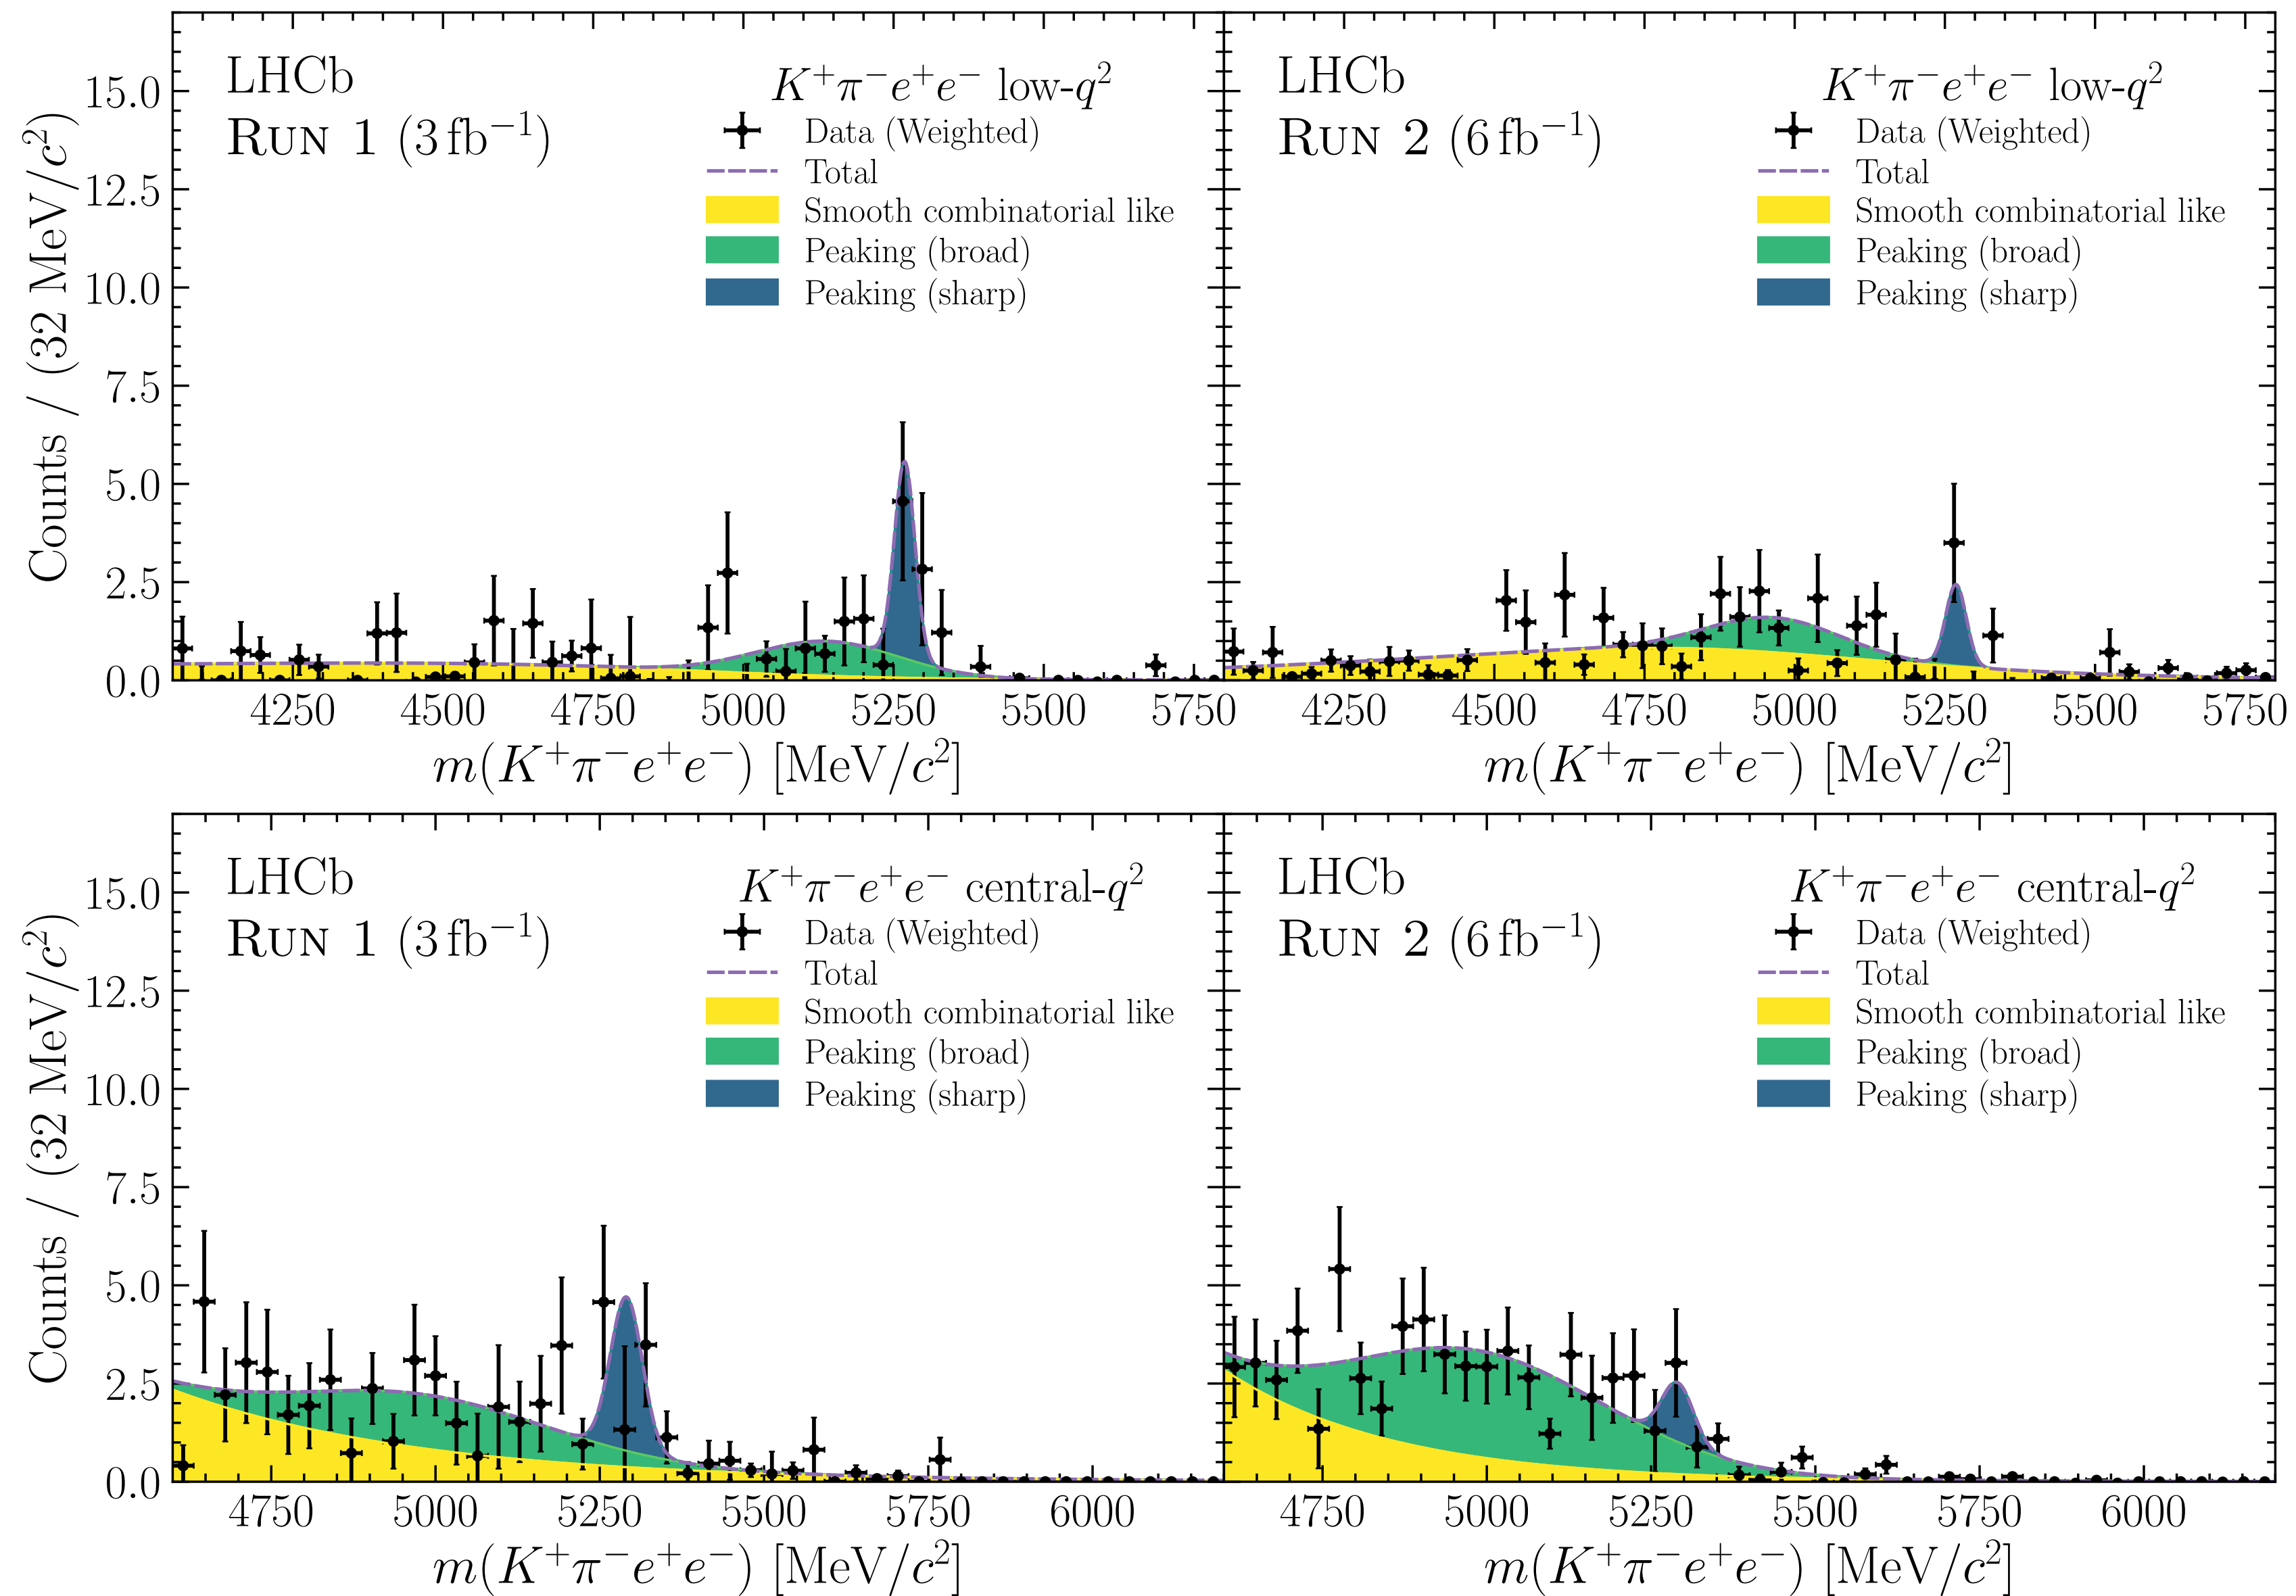 LHCb
RUN 1 (3 fb⁻¹)
K⁺π⁻e⁺e⁻ low-q²
Data (Weighted)
Total
Smooth combinatorial like
Peaking (broad)
Peaking (sharp)
Counts / (32 MeV/c²)
15.0
12.5
10.0
7.5
5.0
2.5
0.0
4250 4500 4750 5000 5250 5500 5750
m(K⁺π⁻e⁺e⁻) [MeV/c²]
LHCb
RUN 2 (6 fb⁻¹)
K⁺π⁻e⁺e⁻ low-q²
Data (Weighted)
Total
Smooth combinatorial like
Peaking (broad)
Peaking (sharp)
4250 4500 4750 5000 5250 5500 5750
m(K⁺π⁻e⁺e⁻) [MeV/c²]
LHCb
RUN 1 (3 fb⁻¹)
K⁺π⁻e⁺e⁻ central-q²
Data (Weighted)
Total
Smooth combinatorial like
Peaking (broad)
Peaking (sharp)
Counts / (32 MeV/c²)
15.0
12.5
10.0
7.5
5.0
2.5
0.0
4750 5000 5250 5500 5750 6000
m(K⁺π⁻e⁺e⁻) [MeV/c²]
LHCb
RUN 2 (6 fb⁻¹)
K⁺π⁻e⁺e⁻ central-q²
Data (Weighted)
Total
Smooth combinatorial like
Peaking (broad)
Peaking (sharp)
4750 5000 5250 5500 5750 6000
m(K⁺π⁻e⁺e⁻) [MeV/c²]